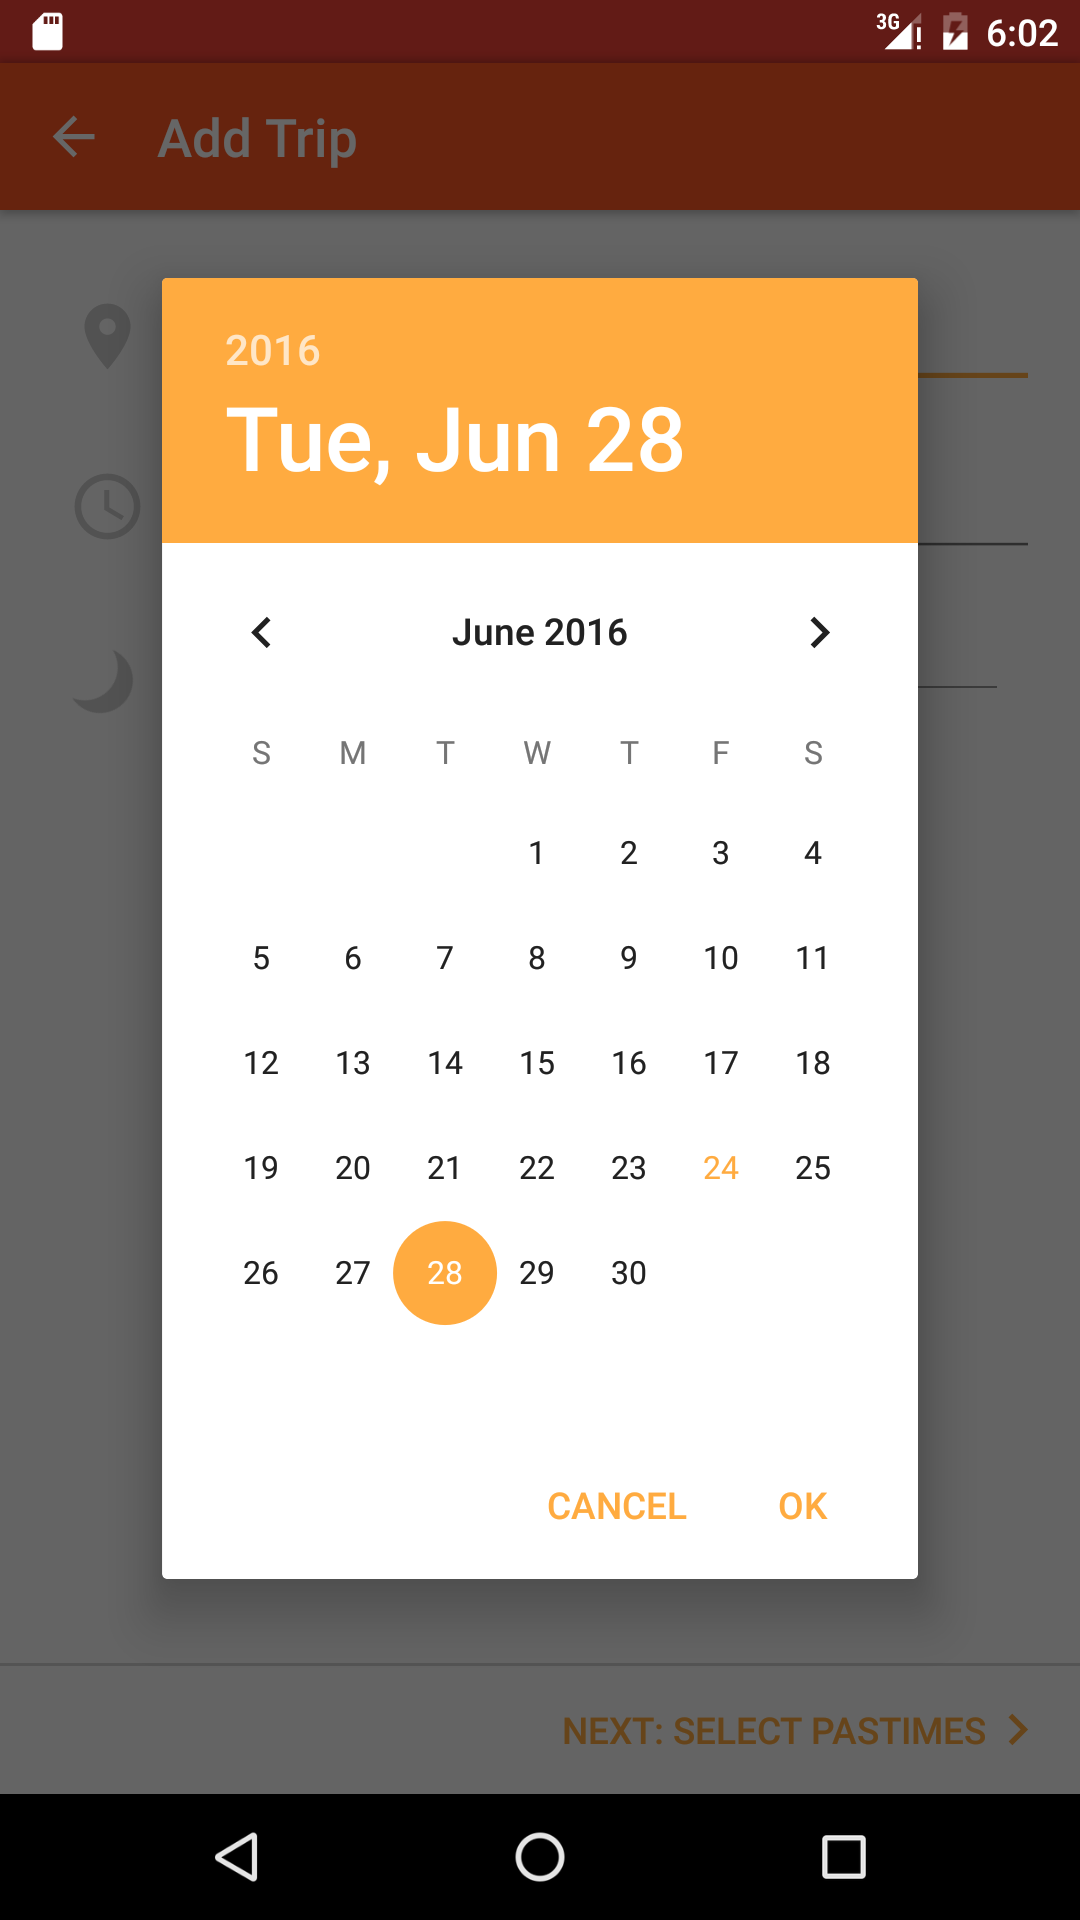 3G 6:02
Add Trip
2016
Tue, Jun 28
June 2016
S M T W T F S
1 2 3 4
5 6 7 8 9 10 11
12 13 14 15 16 17 18
19 20 21 22 23 24 25
26 27 28 29 30
CANCEL OK
NEXT: SELECT PASTIMES